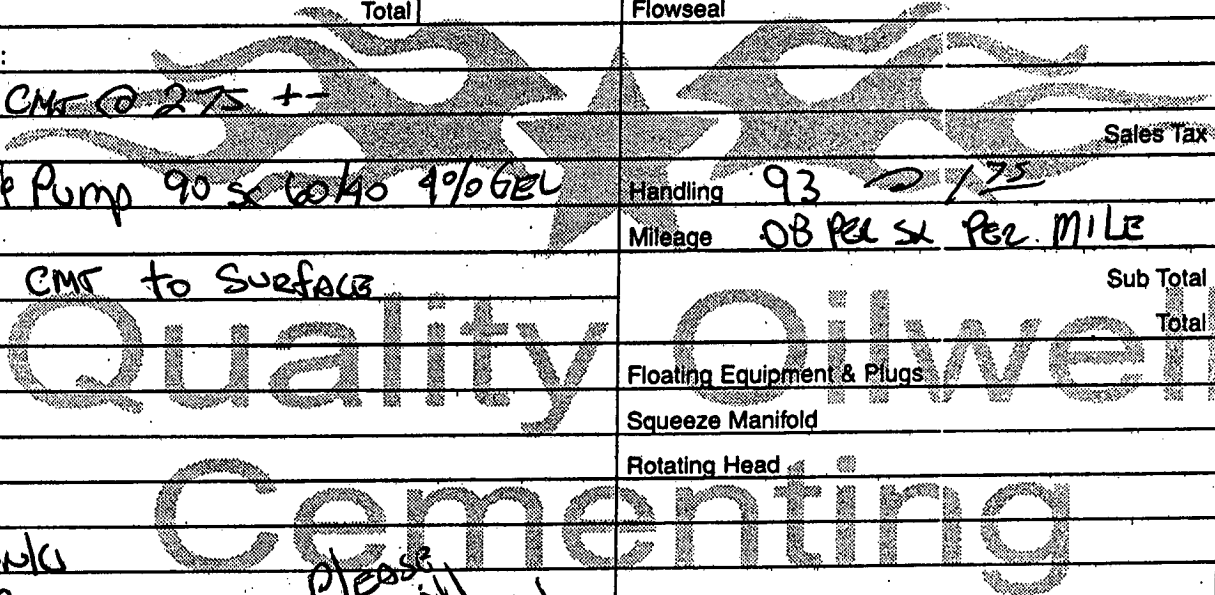 Total Flowseal
:
CMT @ 275 +-
Sales Tax
Pump 90 sx 60/40 4% GEL Handling 93 @ 1 75
Mileage .08 PER SX PER MILE
CMT to SURFACE Sub Total
Total
Quality Oilwell
Floating Equipment & Plugs
Squeeze Manifold
Rotating Head
Cementing
PLEASE